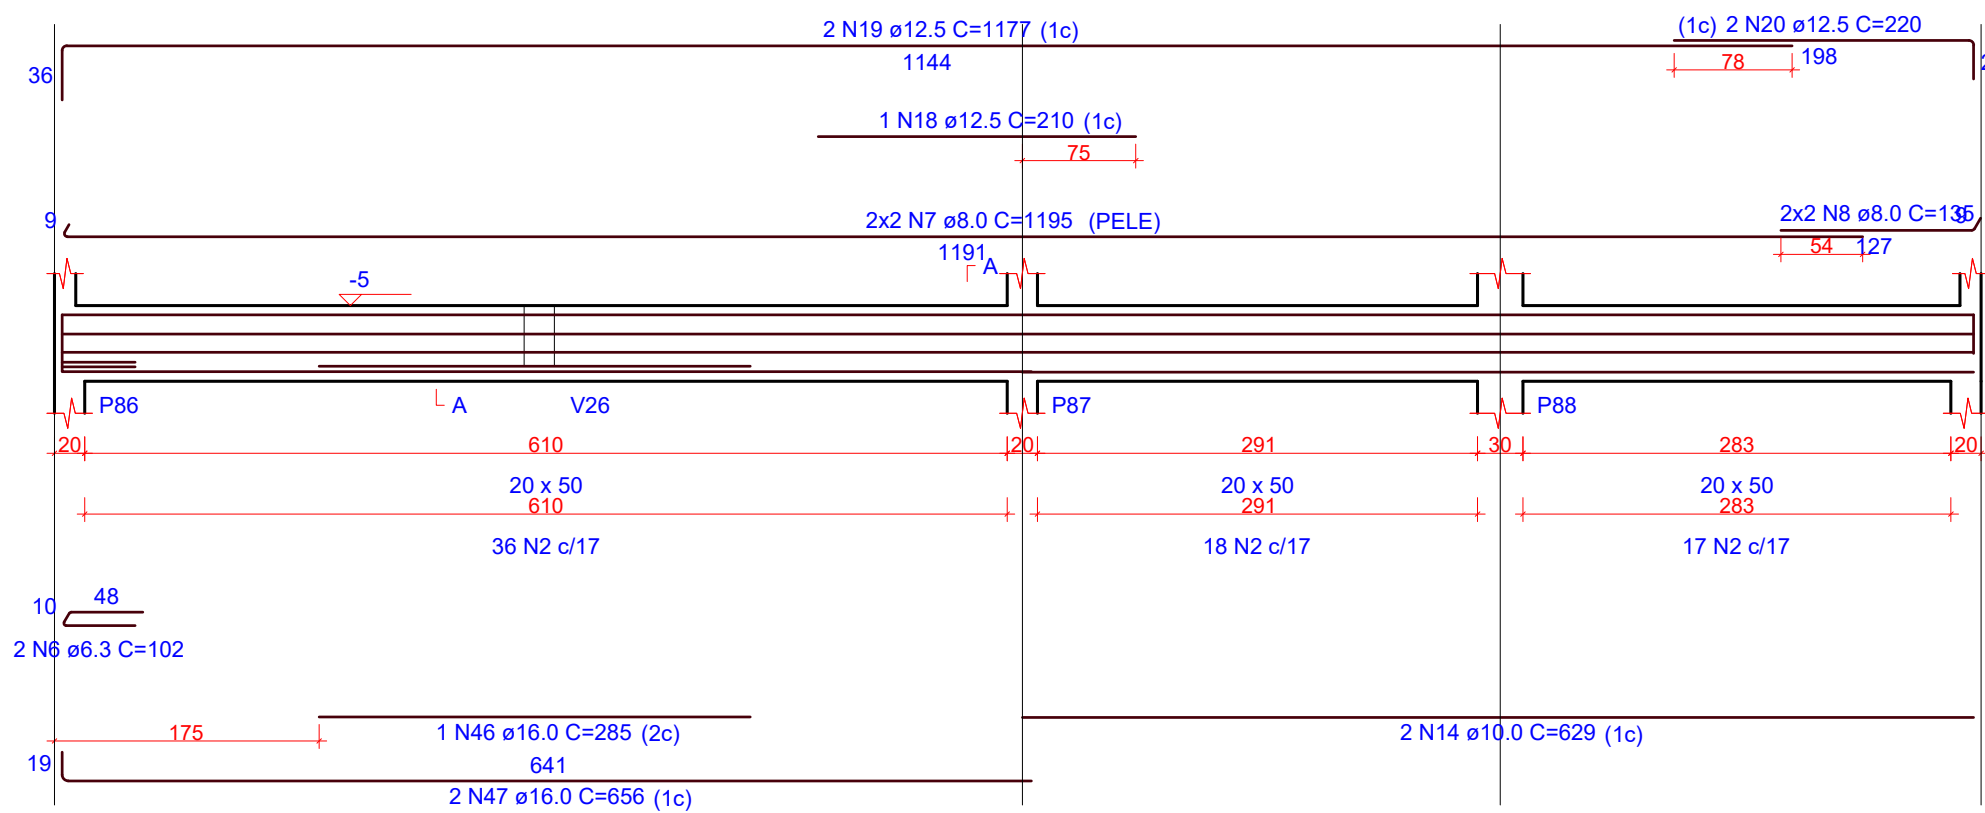 2 N19 ø12.5 C=1177 (1c)
(1c) 2 N20 ø12.5 C=220
36
1144
78
198
1 N18 ø12.5 C=210 (1c)
75
9
2x2 N7 ø8.0 C=1195 (PELE)
2x2 N8 ø8.0 C=135
9
1191
54
127
A
-5
P86
A
V26
P87
P88
20
610
20
291
30
283
20
20 x 50
20 x 50
20 x 50
610
291
283
36 N2 c/17
18 N2 c/17
17 N2 c/17
48
10
2 N6 ø6.3 C=102
175
1 N46 ø16.0 C=285 (2c)
2 N14 ø10.0 C=629 (1c)
19
641
2 N47 ø16.0 C=656 (1c)